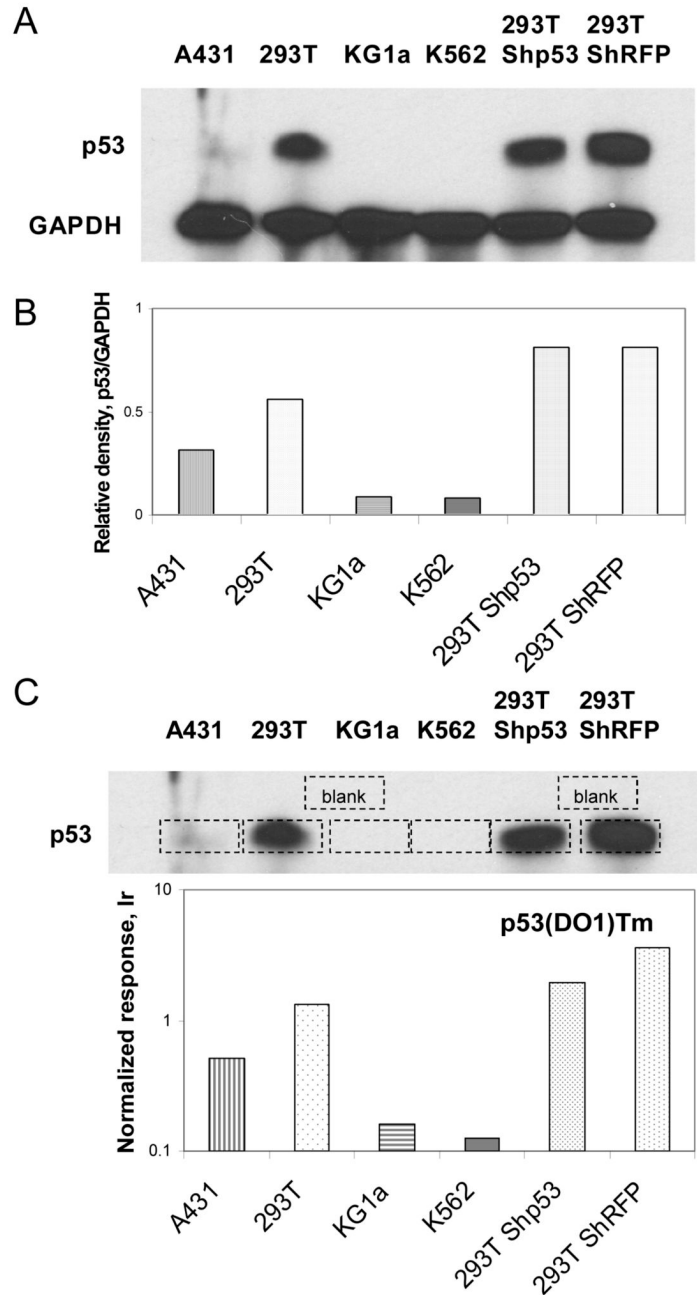 A
A431 293T KG1a K562 293T Shp53 293T ShRFP
p53
GAPDH
B
Relative density, p53/GAPDH
1
0.5
0
A431 293T KG1a K562 293T Shp53 293T ShRFP
C
A431 293T KG1a K562 293T Shp53 293T ShRFP
blank blank
p53
Normalized response, Ir
p53(DO1)Tm
10
1
0.1
A431 293T KG1a K562 293T Shp53 293T ShRFP